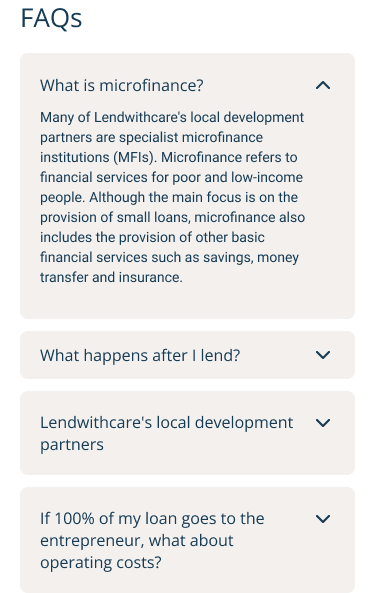 FAQs
What is microfinance?
Many of Lendwithcare's local development
partners are specialist microfinance
institutions (MFIs). Microfinance refers to
financial services for poor and low-income
people. Although the main focus is on the
provision of small loans, microfinance also
includes the provision of other basic
financial services such as savings, money
transfer and insurance.
What happens after I lend?
Lendwithcare's local development
partners
If 100% of my loan goes to the
entrepreneur, what about
operating costs?